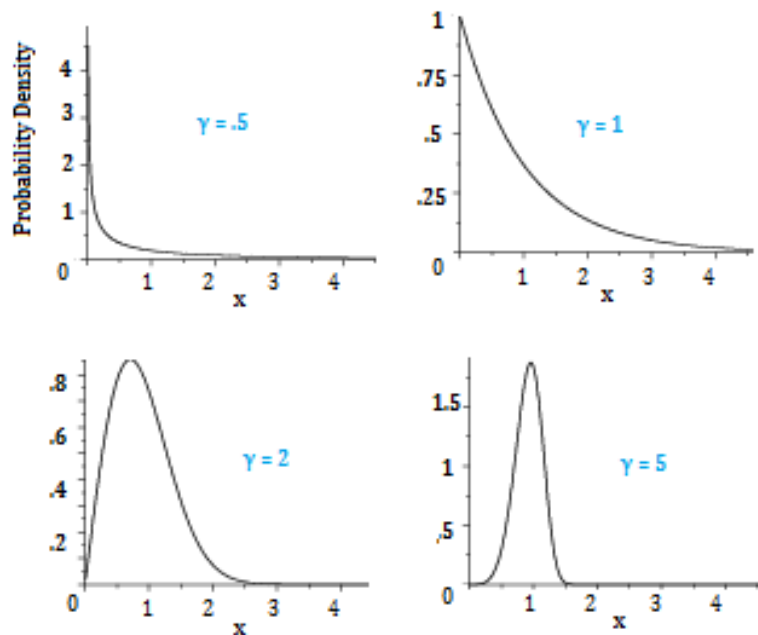 Probability Density
4
3
2
1
0
1 2 3 4
x
γ = .5
1
.75
.5
.25
0
1 2 3 4
x
γ = 1
.8
.6
.4
.2
0
1 2 3 4
x
γ = 2
1.5
1
.5
0
1 2 3 4
x
γ = 5